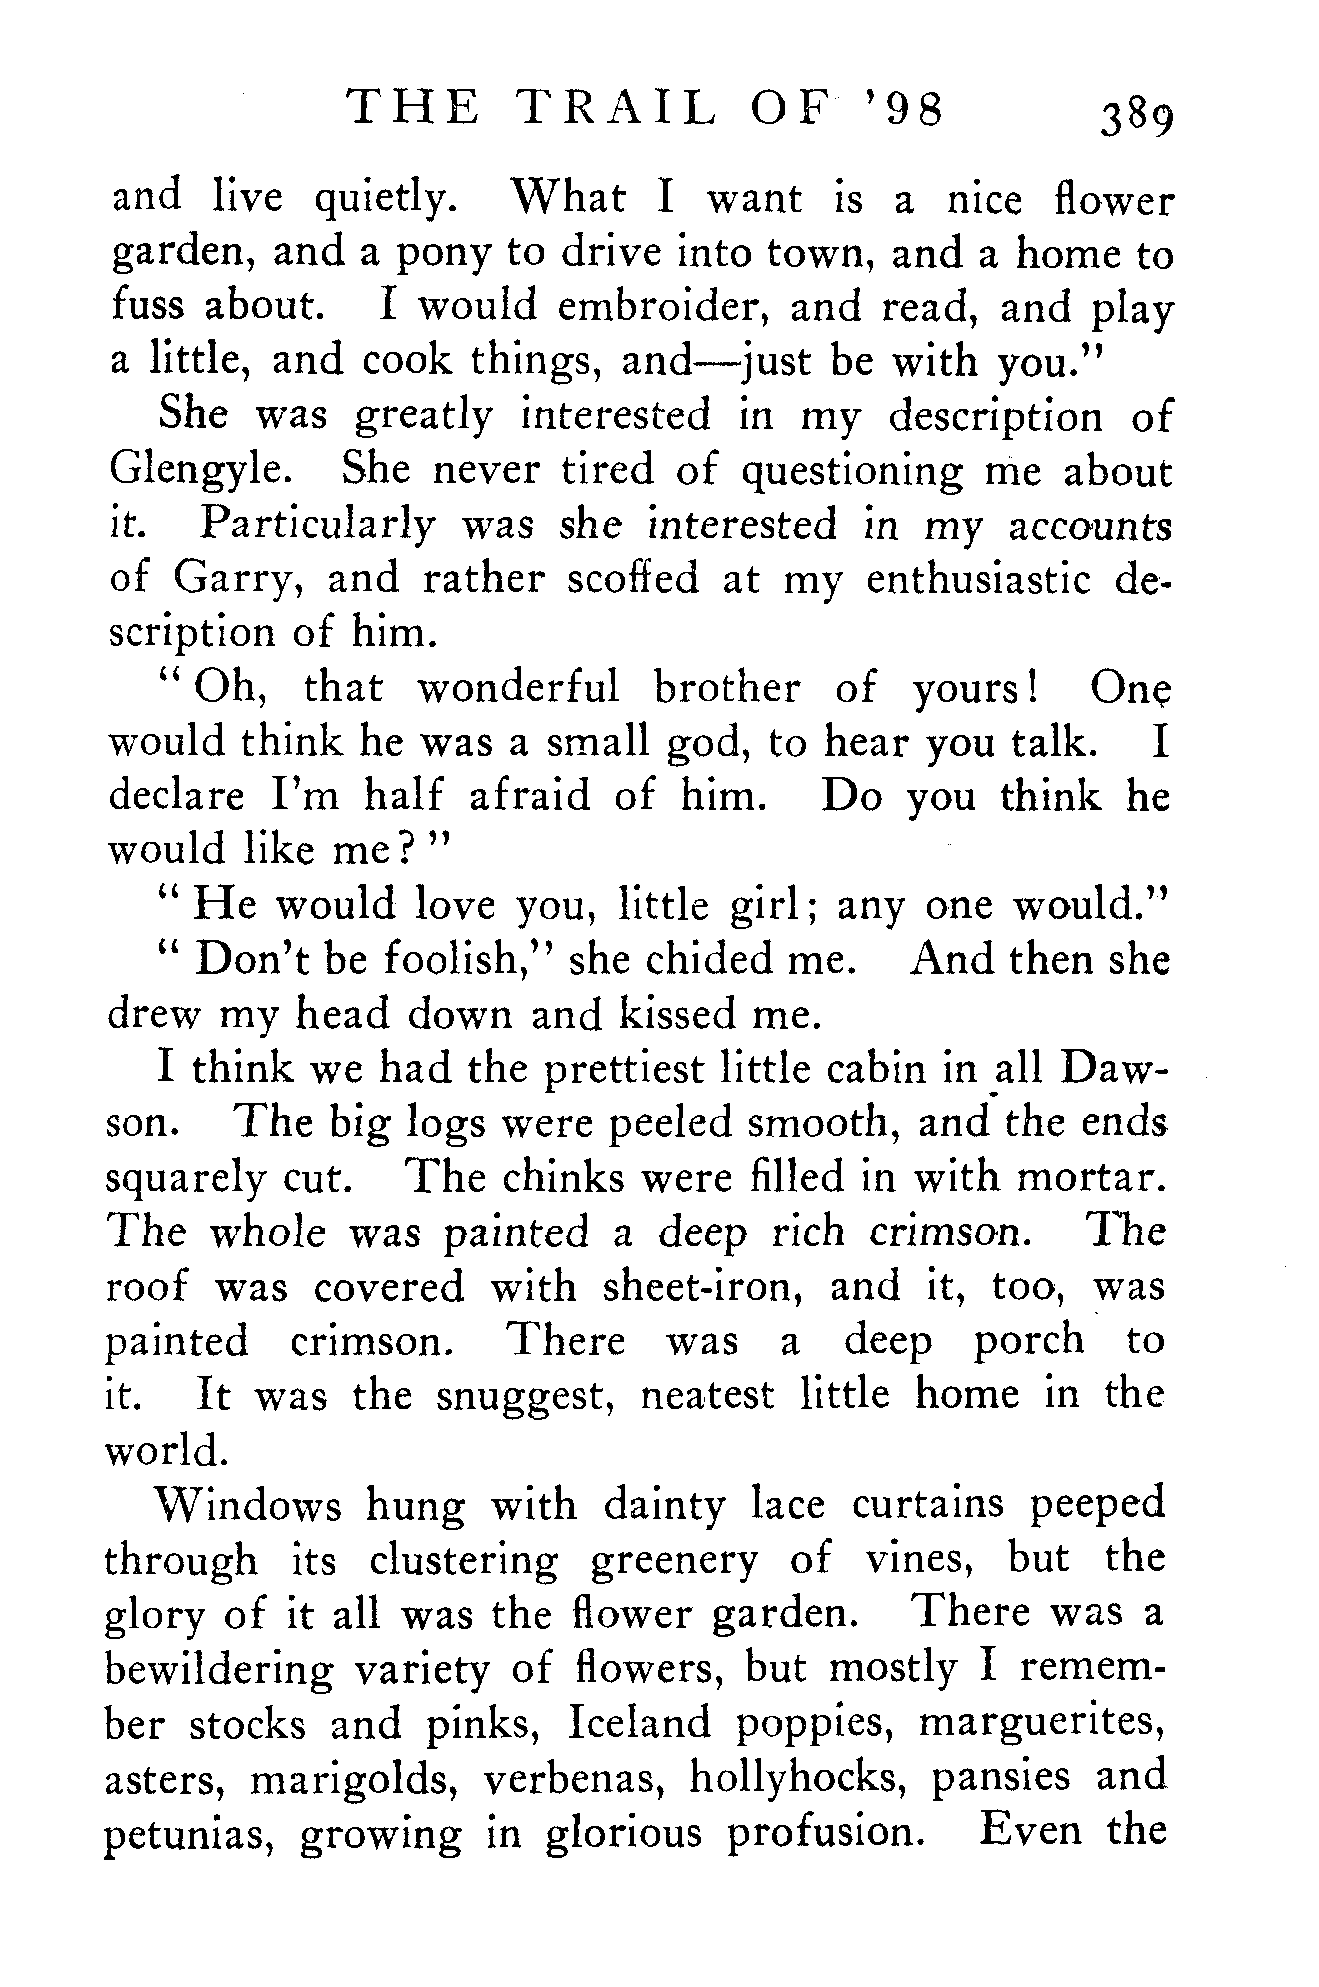 THE TRAIL OF '98 389
and live quietly. What I want is a nice flower
garden, and a pony to drive into town, and a home to
fuss about. I would embroider, and read, and play
a little, and cook things, and—just be with you."
She was greatly interested in my description of
Glengyle. She never tired of questioning me about
it. Particularly was she interested in my accounts
of Garry, and rather scoffed at my enthusiastic de-
scription of him.
"Oh, that wonderful brother of yours! One
would think he was a small god, to hear you talk. I
declare I'm half afraid of him. Do you think he
would like me?"
"He would love you, little girl; any one would."
"Don't be foolish," she chided me. And then she
drew my head down and kissed me.
I think we had the prettiest little cabin in all Daw-
son. The big logs were peeled smooth, and the ends
squarely cut. The chinks were filled in with mortar.
The whole was painted a deep rich crimson. The
roof was covered with sheet-iron, and it, too, was
painted crimson. There was a deep porch to
it. It was the snuggest, neatest little home in the
world.
Windows hung with dainty lace curtains peeped
through its clustering greenery of vines, but the
glory of it all was the flower garden. There was a
bewildering variety of flowers, but mostly I remem-
ber stocks and pinks, Iceland poppies, marguerites,
asters, marigolds, verbenas, hollyhocks, pansies and
petunias, growing in glorious profusion. Even the